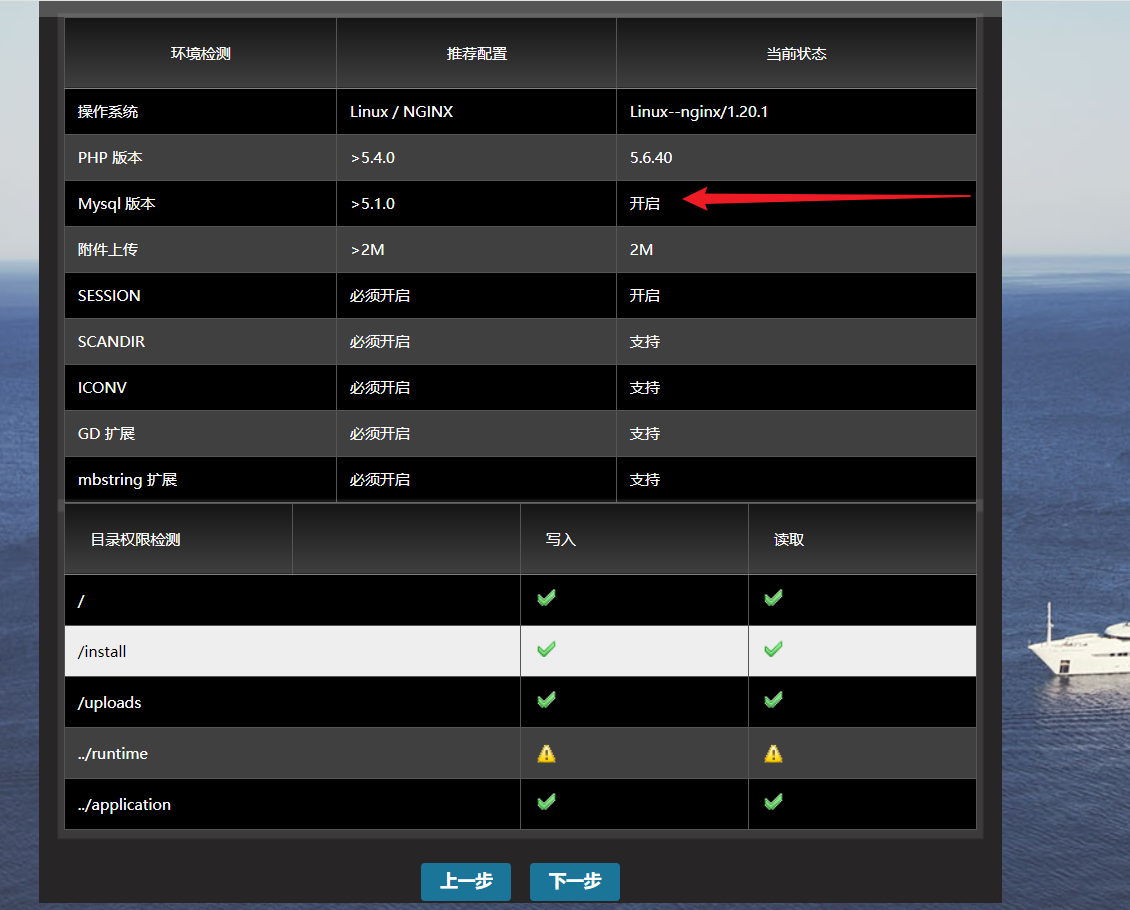 环境检测 推荐配置 当前状态
操作系统 Linux / NGINX Linux--nginx/1.20.1
PHP 版本 >5.4.0 5.6.40
Mysql 版本 >5.1.0 开启
附件上传 >2M 2M
SESSION 必须开启 开启
SCANDIR 必须开启 支持
ICONV 必须开启 支持
GD 扩展 必须开启 支持
mbstring 扩展 必须开启 支持
目录权限检测 写入 读取
/
/install
/uploads
../runtime
../application
上一步 下一步